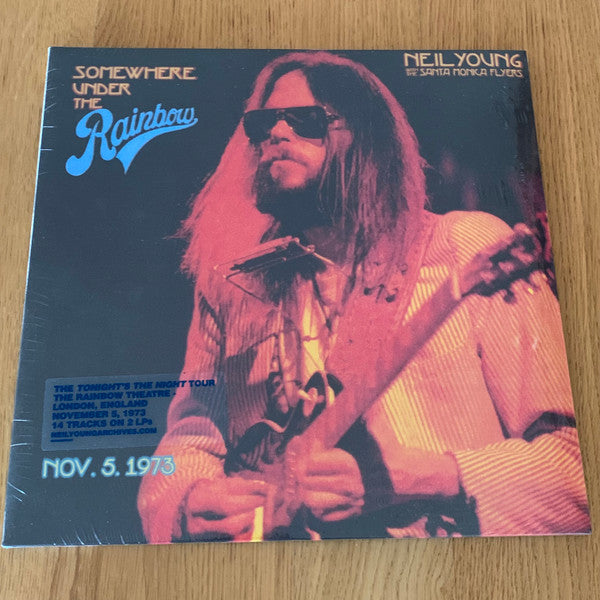 SOMEWHERE
UNDER
THE
Rainbow
NEIL YOUNG
WITH THE SANTA MONICA FLYERS
THE TONIGHT'S THE NIGHT TOUR
THE RAINBOW THEATRE -
LONDON, ENGLAND
NOVEMBER 5, 1973
14 TRACKS ON 2 LPs
NEILYOUNGARCHIVES.COM
NOV. 5. 1973